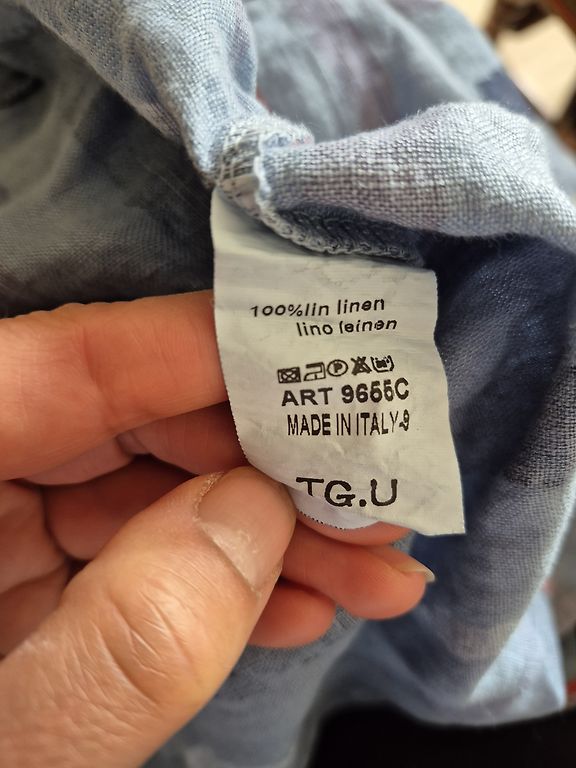 100%lin linen
lino leinen
ART 9655C
MADE IN ITALY-9
TG.U